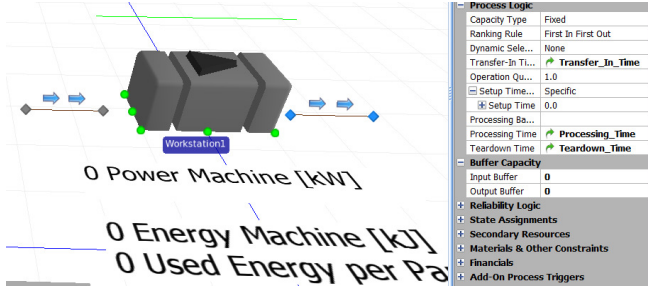 Workstation1
0 Power Machine [kW]
0 Energy Machine [kJ]
0 Used Energy per
Process Logic
Capacity Type Fixed
Ranking Rule First In First Out
Dynamic Sele... None
Transfer-In Ti... Transfer_In_Time
Operation Qu... 1.0
Setup Time... Specific
Setup Time 0.0
Processing Ba...
Processing Time Processing_Time
Teardown Time Teardown_Time
Buffer Capacity
Input Buffer 0
Output Buffer 0
Reliability Logic
State Assignments
Secondary Resources
Materials & Other Constraints
Financials
Add-On Process Triggers